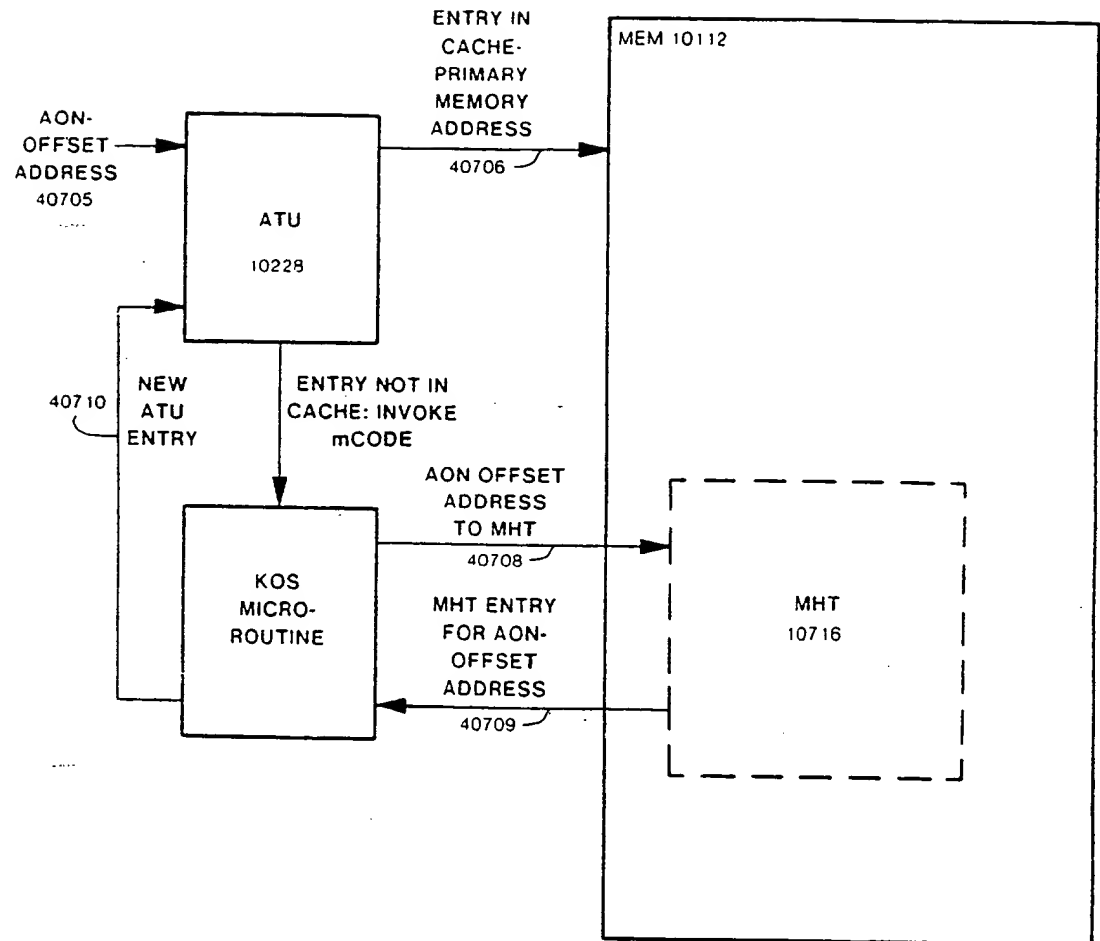 ENTRY IN
CACHE-
PRIMARY
MEMORY
ADDRESS
40706
MEM 10112
AON-
OFFSET
ADDRESS
40705
ATU
10228
40710
NEW
ATU
ENTRY
ENTRY NOT IN
CACHE: INVOKE
mCODE
AON OFFSET
ADDRESS
TO MHT
40708
KOS
MICRO-
ROUTINE
MHT ENTRY
FOR AON-
OFFSET
ADDRESS
40709
MHT
10716